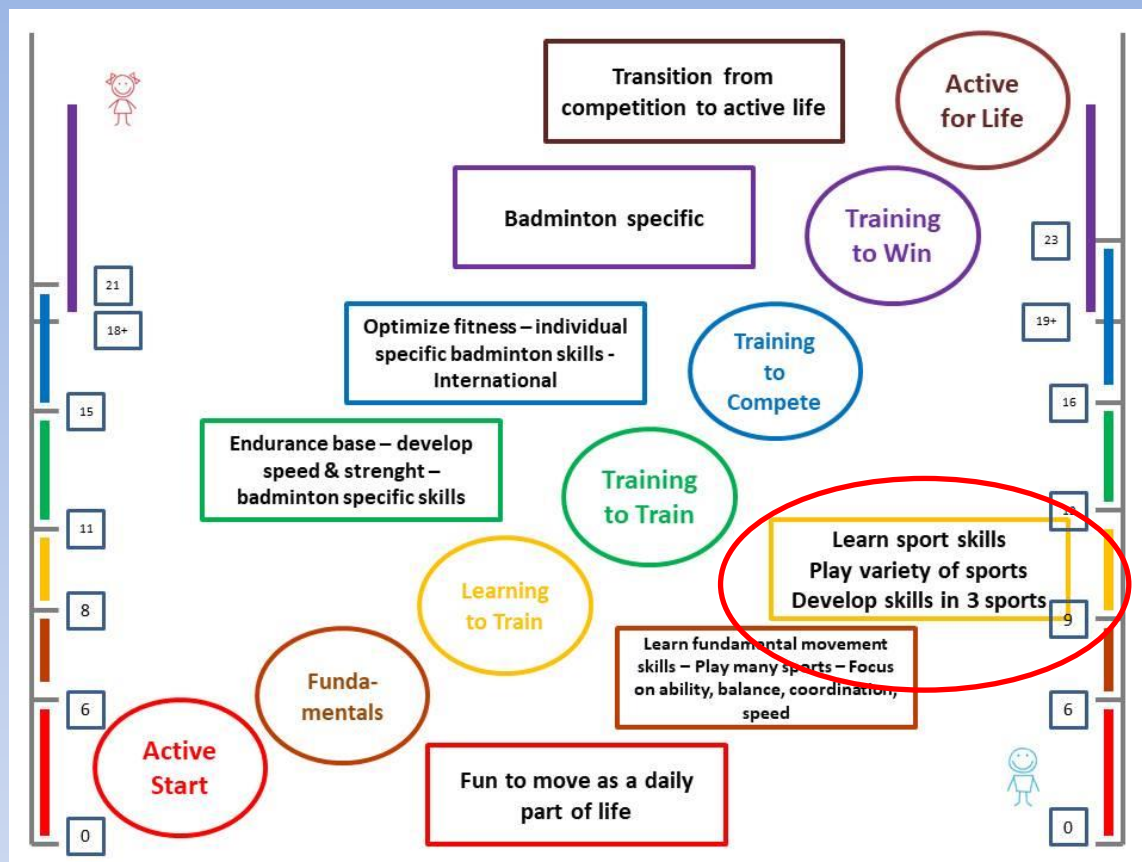 Transition from
competition to active life
Active
for Life
Badminton specific
Training
to Win
23
21
18+
19+
Optimize fitness – individual
specific badminton skills -
International
Training
to
Compete
15
16
Endurance base – develop
speed & strenght –
badminton specific skills
Training
to Train
11
Learn sport skills
Play variety of sports
Develop skills in 3 sports
Learning
to Train
8
9
Learn fundamental movement
skills – Play many sports – Focus
on ability, balance, coordination,
speed
Funda-
mentals
6
6
Active
Start
Fun to move as a daily
part of life
0
0